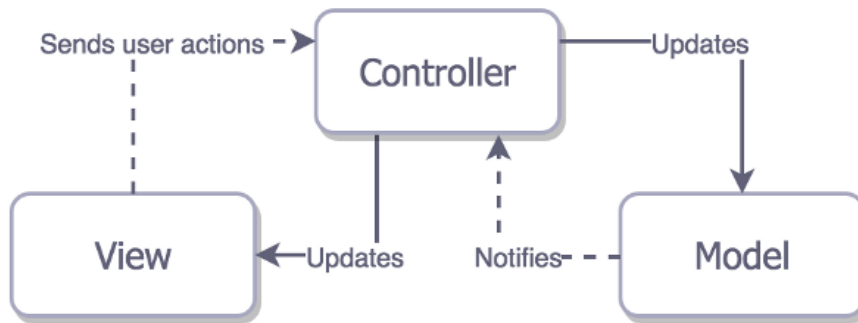 Sends user actions
Controller
Updates
View
Updates
Notifies
Model